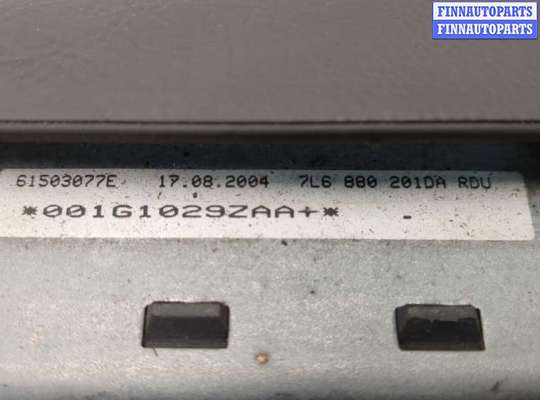 FINNAUTOPARTS
FINNAUTOPARTS
61503077E 17.08.2004 7L6 880 201DA RDU
*001G1029ZAA+*